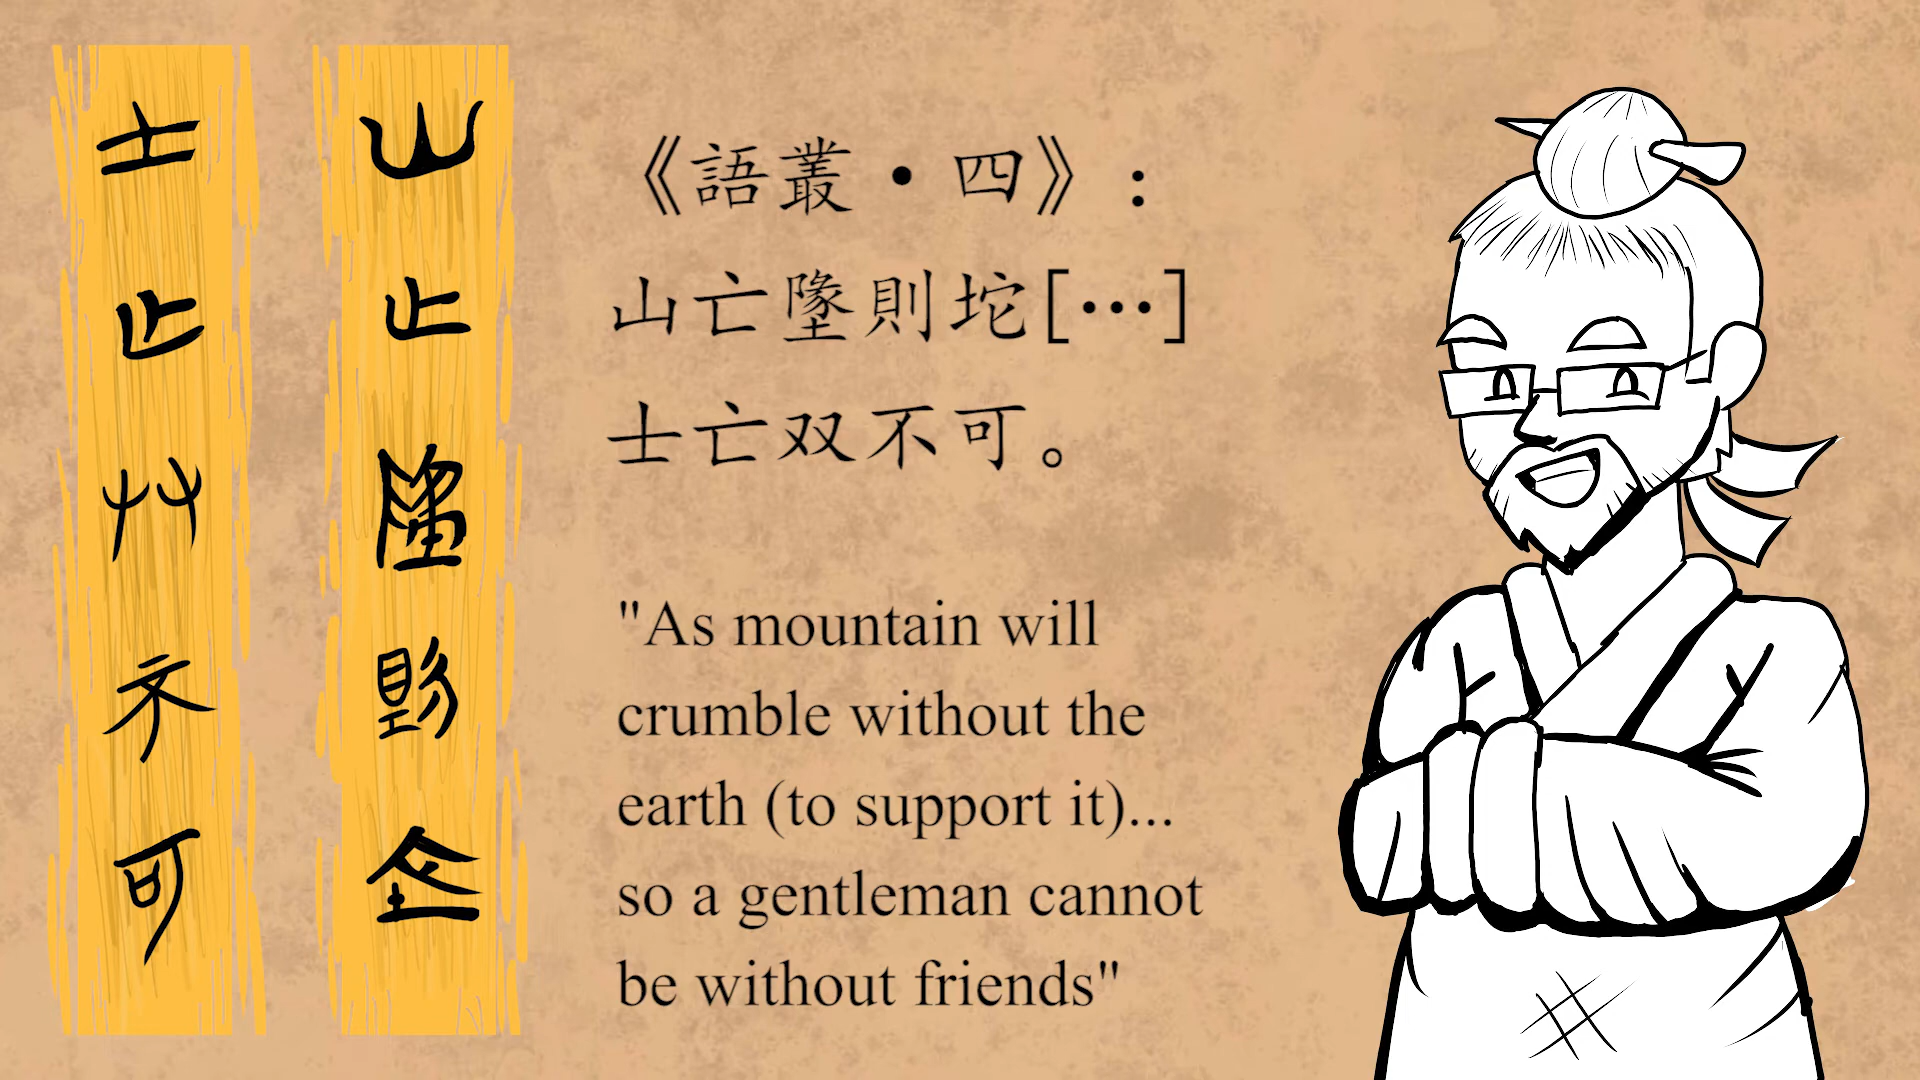 《語叢·四》:
山亡墬則坨[…]
士亡双不可。
"As mountain will
crumble without the
earth (to support it)...
so a gentleman cannot
be without friends"